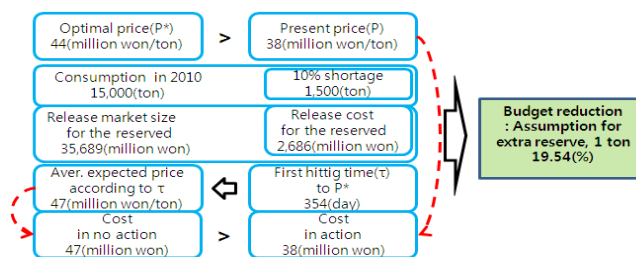 Optimal price(P*)
44(million won/ton)
>
Present price(P)
38(million won/ton)
Consumption in 2010
15,000(ton)
10% shortage
1,500(ton)
Release market size
for the reserved
35,689(million won)
Release cost
for the reserved
2,686(million won)
Aver. expected price
according to τ
47(million won/ton)
First hittig time(τ)
to P*
354(day)
Cost
in no action
47(million won)
>
Cost
in action
38(million won)
Budget reduction
: Assumption for
extra reserve, 1 ton
19.54(%)